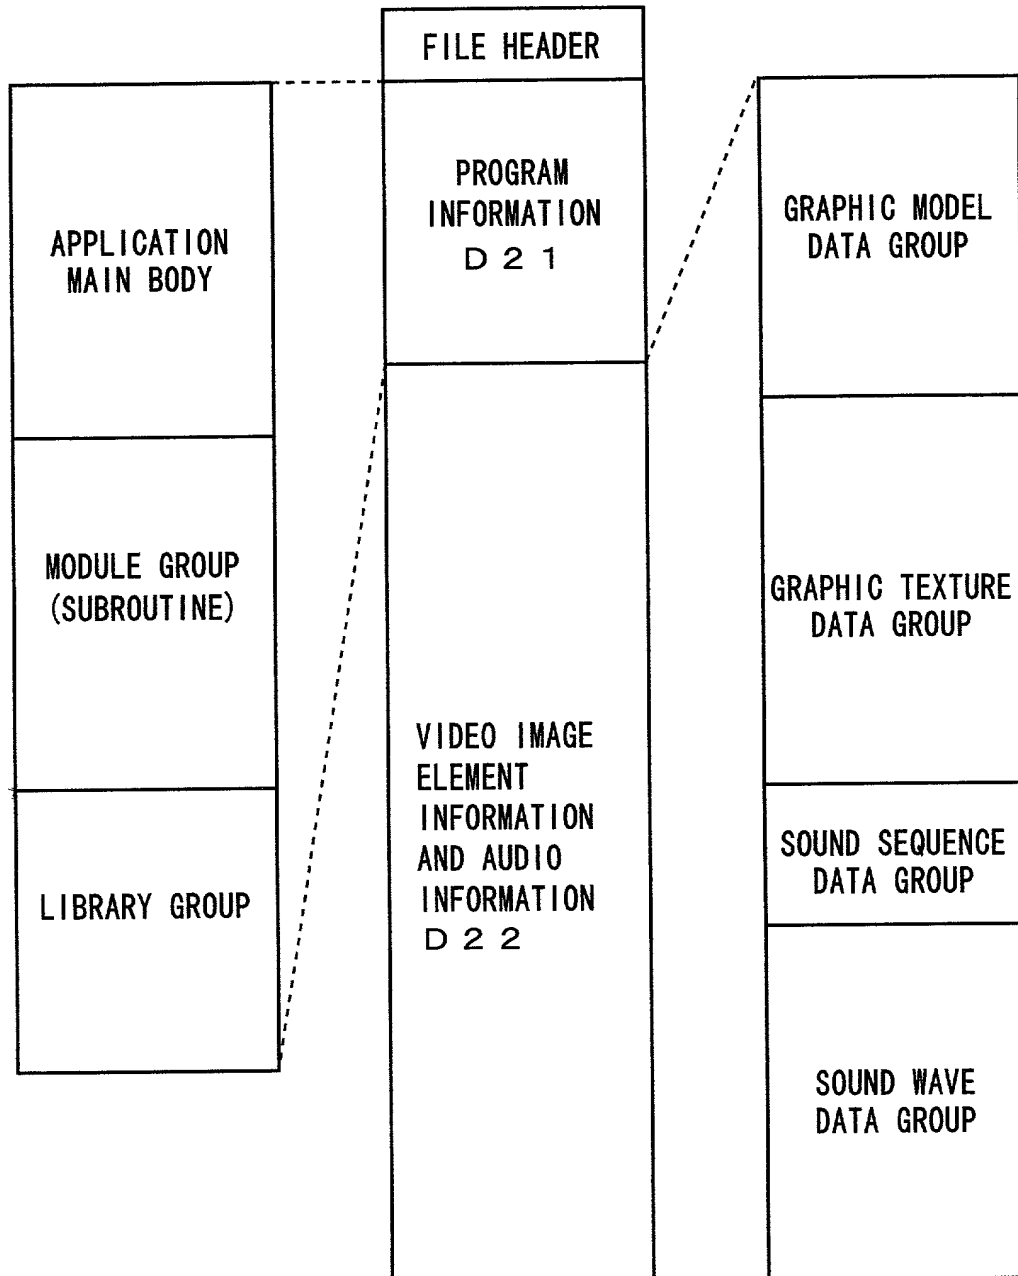 FILE HEADER
PROGRAM
INFORMATION
D21
VIDEO IMAGE
ELEMENT
INFORMATION
AND AUDIO
INFORMATION
D22
APPLICATION
MAIN BODY
MODULE GROUP
(SUBROUTINE)
LIBRARY GROUP
GRAPHIC MODEL
DATA GROUP
GRAPHIC TEXTURE
DATA GROUP
SOUND SEQUENCE
DATA GROUP
SOUND WAVE
DATA GROUP